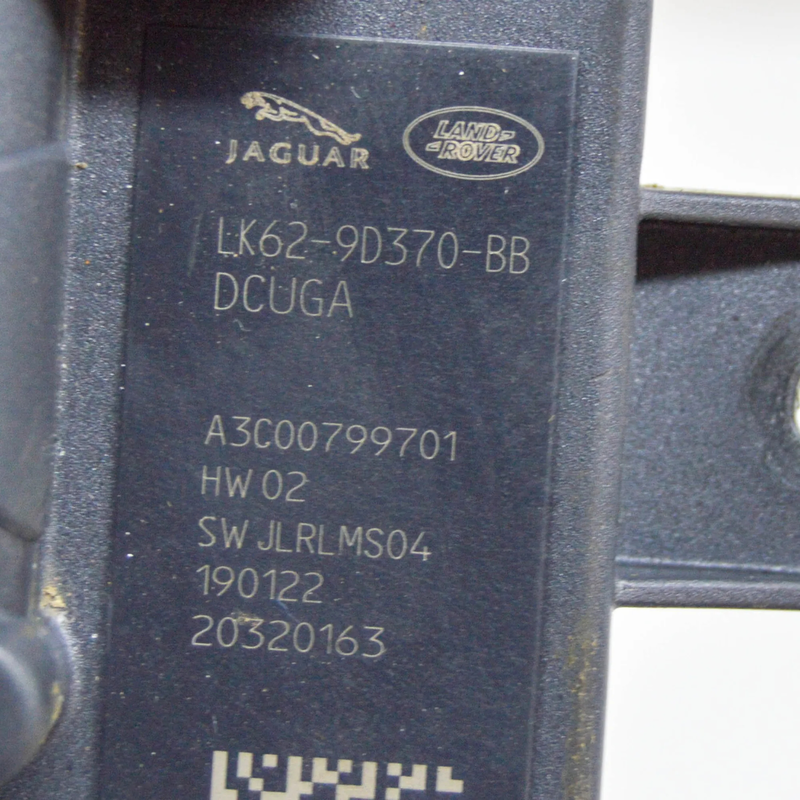 JAGUAR
LAND
ROVER
LK62-9D370-BB
DCUGA
A3C00799701
HW 02
SW JLRLMS04
190122
20320163